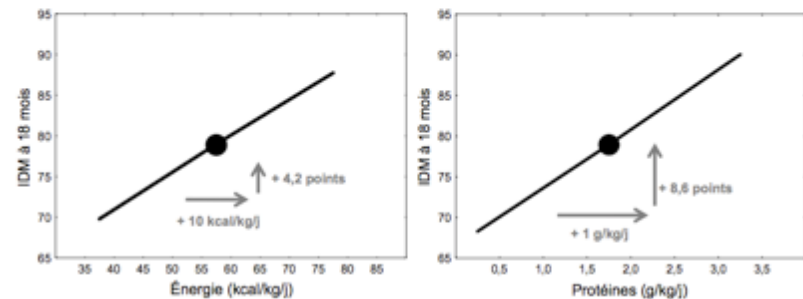 95
90
85
80
75
70
65
IDM à 18 mois
+ 4,2 points
+ 10 kcal/kg/j
35 45 50 55 60 65 70 75 80 85
Énergie (kcal/kg/j)
95
90
85
80
75
70
65
IDM à 18 mois
+ 8,6 points
+ 1 g/kg/j
0,5 1,0 1,5 2,0 2,5 3,0 3,5
Protéines (g/kg/j)